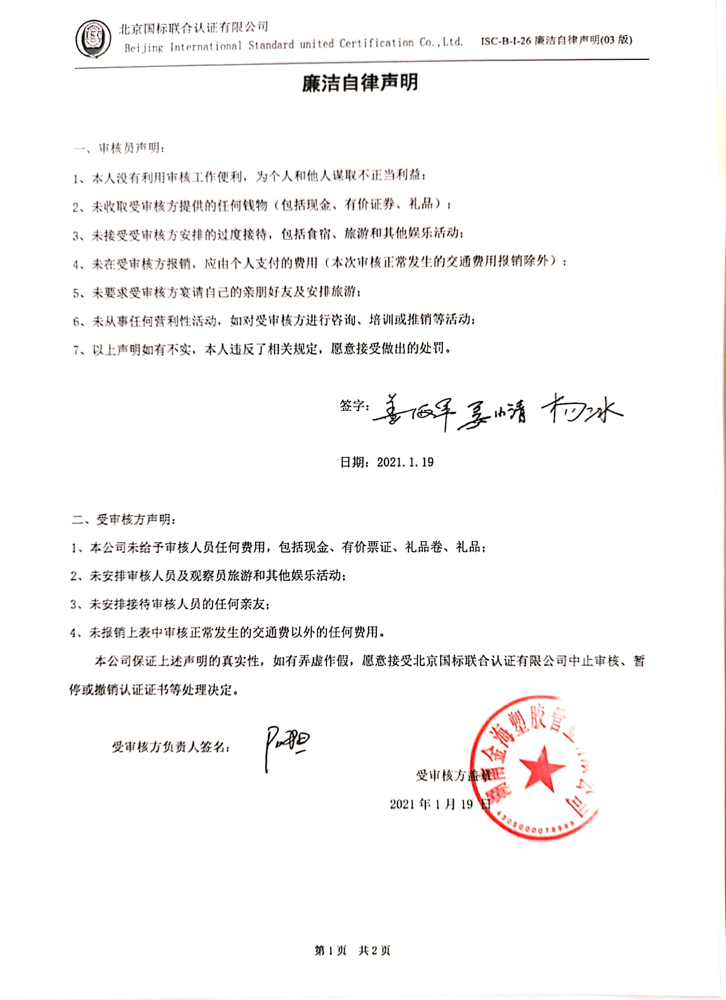 ISC
北京国标联合认证有限公司
Beijing International Standard united Certification Co.,Ltd. ISC-B-I-26 廉洁自律声明(03 版)
廉洁自律声明
一、审核员声明：
1、本人没有利用审核工作便利，为个人和他人谋取不正当利益；
2、未收取受审核方提供的任何钱物（包括现金、有价证券、礼品）；
3、未接受受审核方安排的过度接待，包括食宿、旅游和其他娱乐活动；
4、未在受审核方报销，应由个人支付的费用（本次审核正常发生的交通费用报销除外）；
5、未要求受审核方宴请自己的亲朋好友及安排旅游；
6、未从事任何营利性活动，如对受审核方进行咨询、培训或推销等活动；
7、以上声明如有不实，本人违反了相关规定，愿意接受做出的处罚。
签字： 姜海军 姜小清 杨冰
日期：2021.1.19
二、受审核方声明：
1、本公司未给予审核人员任何费用，包括现金、有价票证、礼品卷、礼品；
2、未安排审核人员及观察员旅游和其他娱乐活动；
3、未安排接待审核人员的任何亲友；
4、未报销上表中审核正常发生的交通费以外的任何费用。
本公司保证上述声明的真实性，如有弄虚作假，愿意接受北京国标联合认证有限公司中止审核、暂
停或撤销认证证书等处理决定。
受审核方负责人签名：
湖南金海塑胶管业有限公司
受审核方盖章
2021 年 1 月 19 日
第 1 页 共 2 页